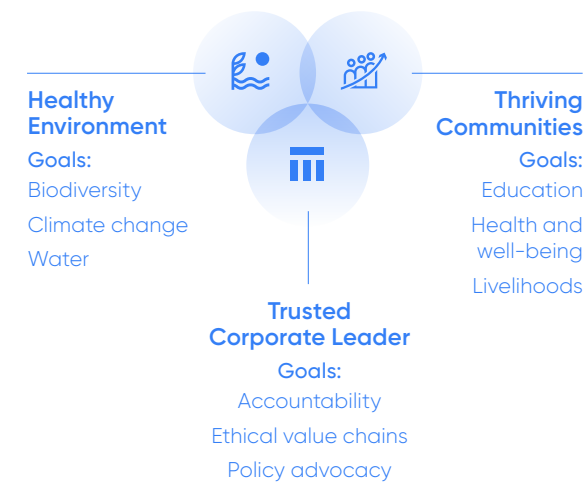 Healthy
Environment
Goals:
Biodiversity
Climate change
Water
Thriving
Communities
Goals:
Education
Health and
well-being
Livelihoods
Trusted
Corporate Leader
Goals:
Accountability
Ethical value chains
Policy advocacy